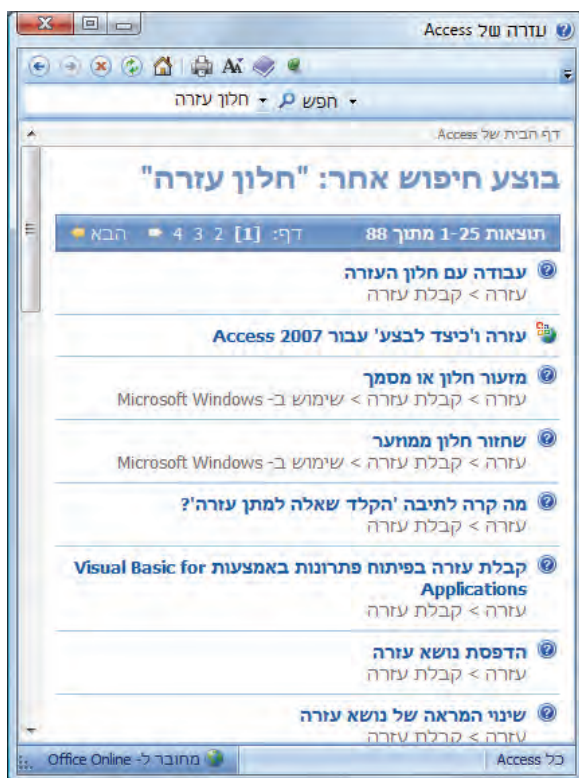 עזרה של Access
חפש חלון עזרה
דף הבית של Access
בוצע חיפוש אחר: "חלון עזרה"
תוצאות 1-25 מתוך 88 דף: [1] 2 3 4 הבא
עבודה עם חלון העזרה
עזרה > קבלת עזרה
עזרה ו'כיצד לבצע' עבור Access 2007
מזעור חלון או מסמך
עזרה > קבלת עזרה > שימוש ב- Microsoft Windows
שחזור חלון ממוזער
עזרה > קבלת עזרה > שימוש ב- Microsoft Windows
מה קרה לתיבה 'הקלד שאלה למתן עזרה'?
עזרה > קבלת עזרה
קבלת עזרה בפיתוח פתרונות באמצעות Visual Basic for
Applications
עזרה > קבלת עזרה
הדפסת נושא עזרה
עזרה > קבלת עזרה
שינוי המראה של נושא עזרה
עזרה > קבלת עזרה
כל Access מחובר ל- Office Online